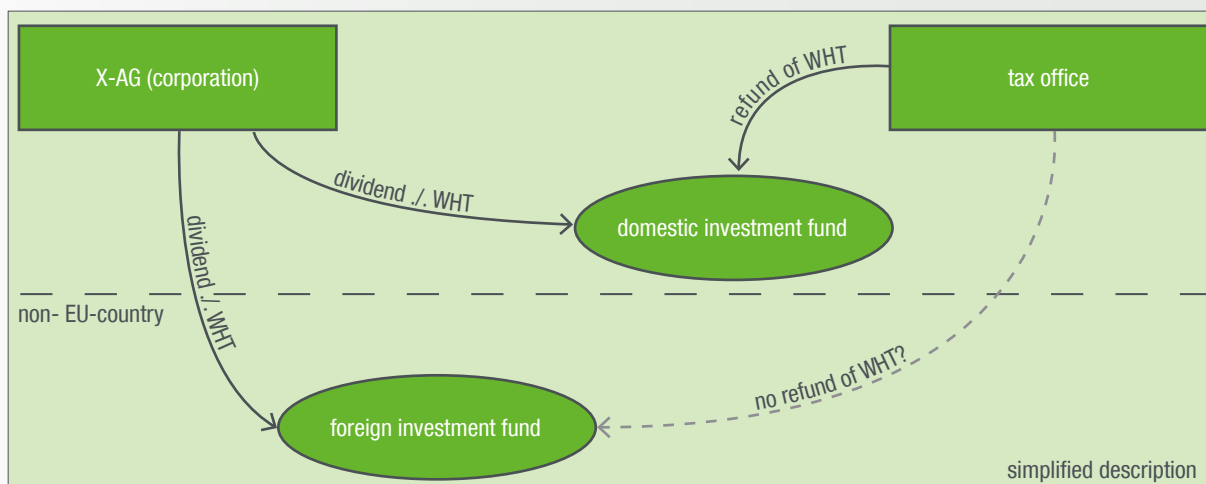 X-AG (corporation)
tax office
refund of WHT
dividend ./. WHT
domestic investment fund
non- EU-country
dividend ./. WHT
no refund of WHT?
foreign investment fund
simplified description